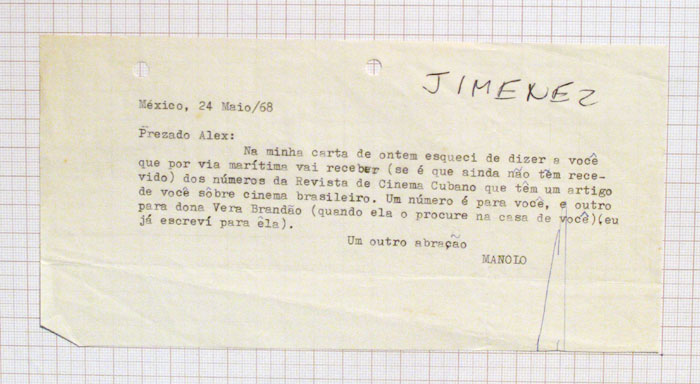 JIMENEZ
México, 24 Maio/68
Prezado Alex:
Na minha carta de ontem esqueci de dizer a você
que por via marítima vai receber (se é que ainda não têm rece-
vido) dos números da Revista de Cinema Cubano que têm um artigo
de você sôbre cinema brasileiro. Um número é para você, e outro
para dona Vera Brandão (quando ela o procure na casa de você)(eu
já escreví para êla).
Um outro abração
MANOLO